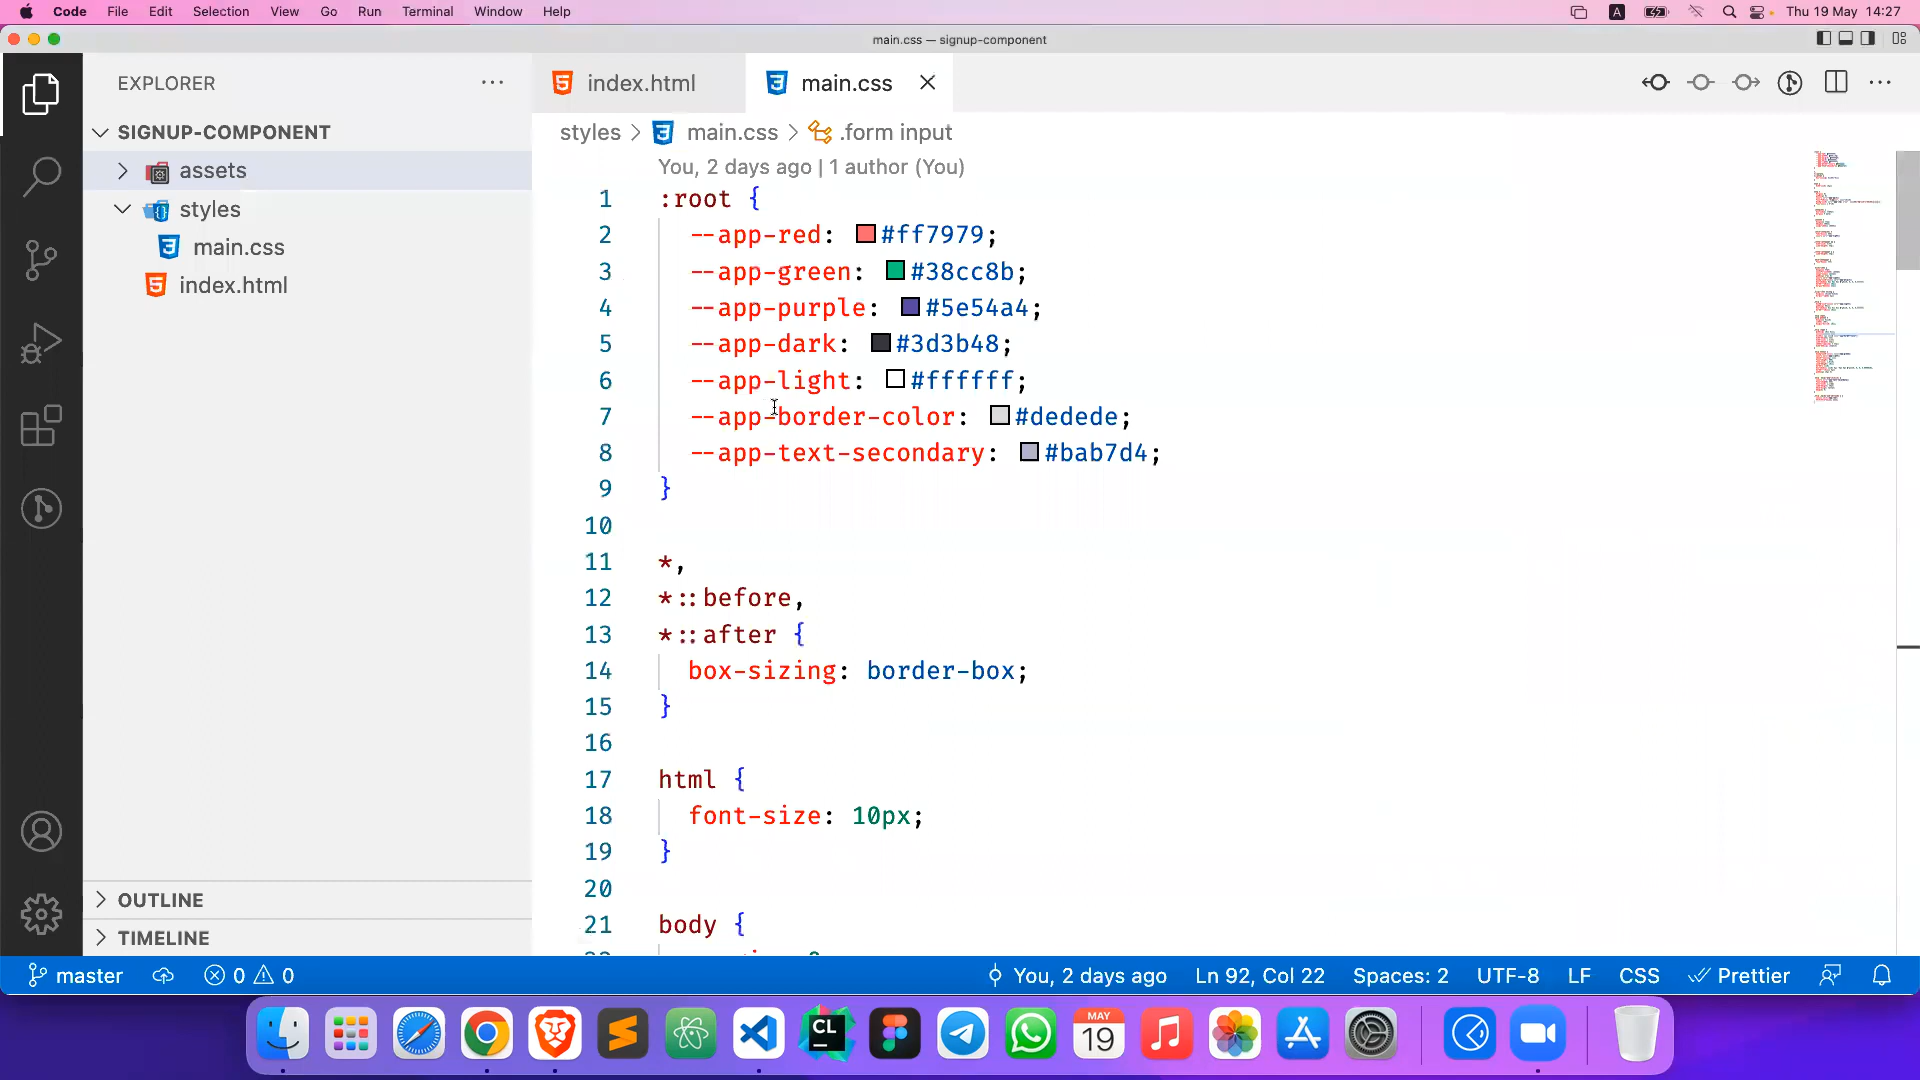 Code File Edit Selection View Go Run Terminal Window Help
A
Thu 19 May 14:27
main.css — signup-component
EXPLORER
SIGNUP-COMPONENT
assets
styles
main.css
index.html
OUTLINE
TIMELINE
index.html
main.css
styles > main.css > .form input
You, 2 days ago | 1 author (You)
1 :root {
2 --app-red: #ff7979;
3 --app-green: #38cc8b;
4 --app-purple: #5e54a4;
5 --app-dark: #3d3b48;
6 --app-light: #ffffff;
7 --app-border-color: #dedede;
8 --app-text-secondary: #bab7d4;
9 }
10
11 *,
12 *::before,
13 *::after {
14 box-sizing: border-box;
15 }
16
17 html {
18 font-size: 10px;
19 }
20
21 body {
master 0 0
You, 2 days ago Ln 92, Col 22 Spaces: 2 UTF-8 LF CSS Prettier
CL
MAY
19